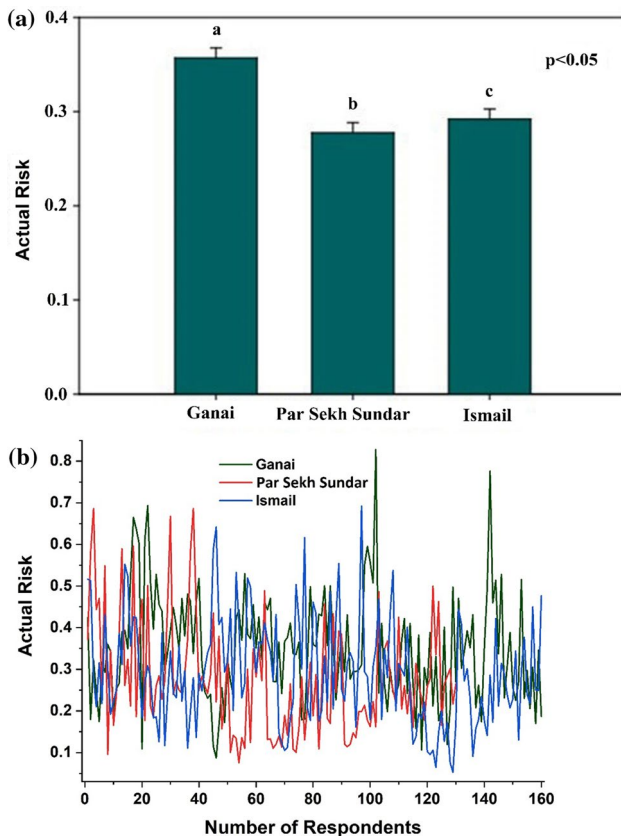 (a)
0.4
0.3
0.2
0.1
0.0
Actual Risk
a
b
c
p<0.05
Ganai
Par Sekh Sundar
Ismail
(b)
0.8
0.7
0.6
0.5
0.4
0.3
0.2
0.1
Actual Risk
Ganai
Par Sekh Sundar
Ismail
0 20 40 60 80 100 120 140 160
Number of Respondents